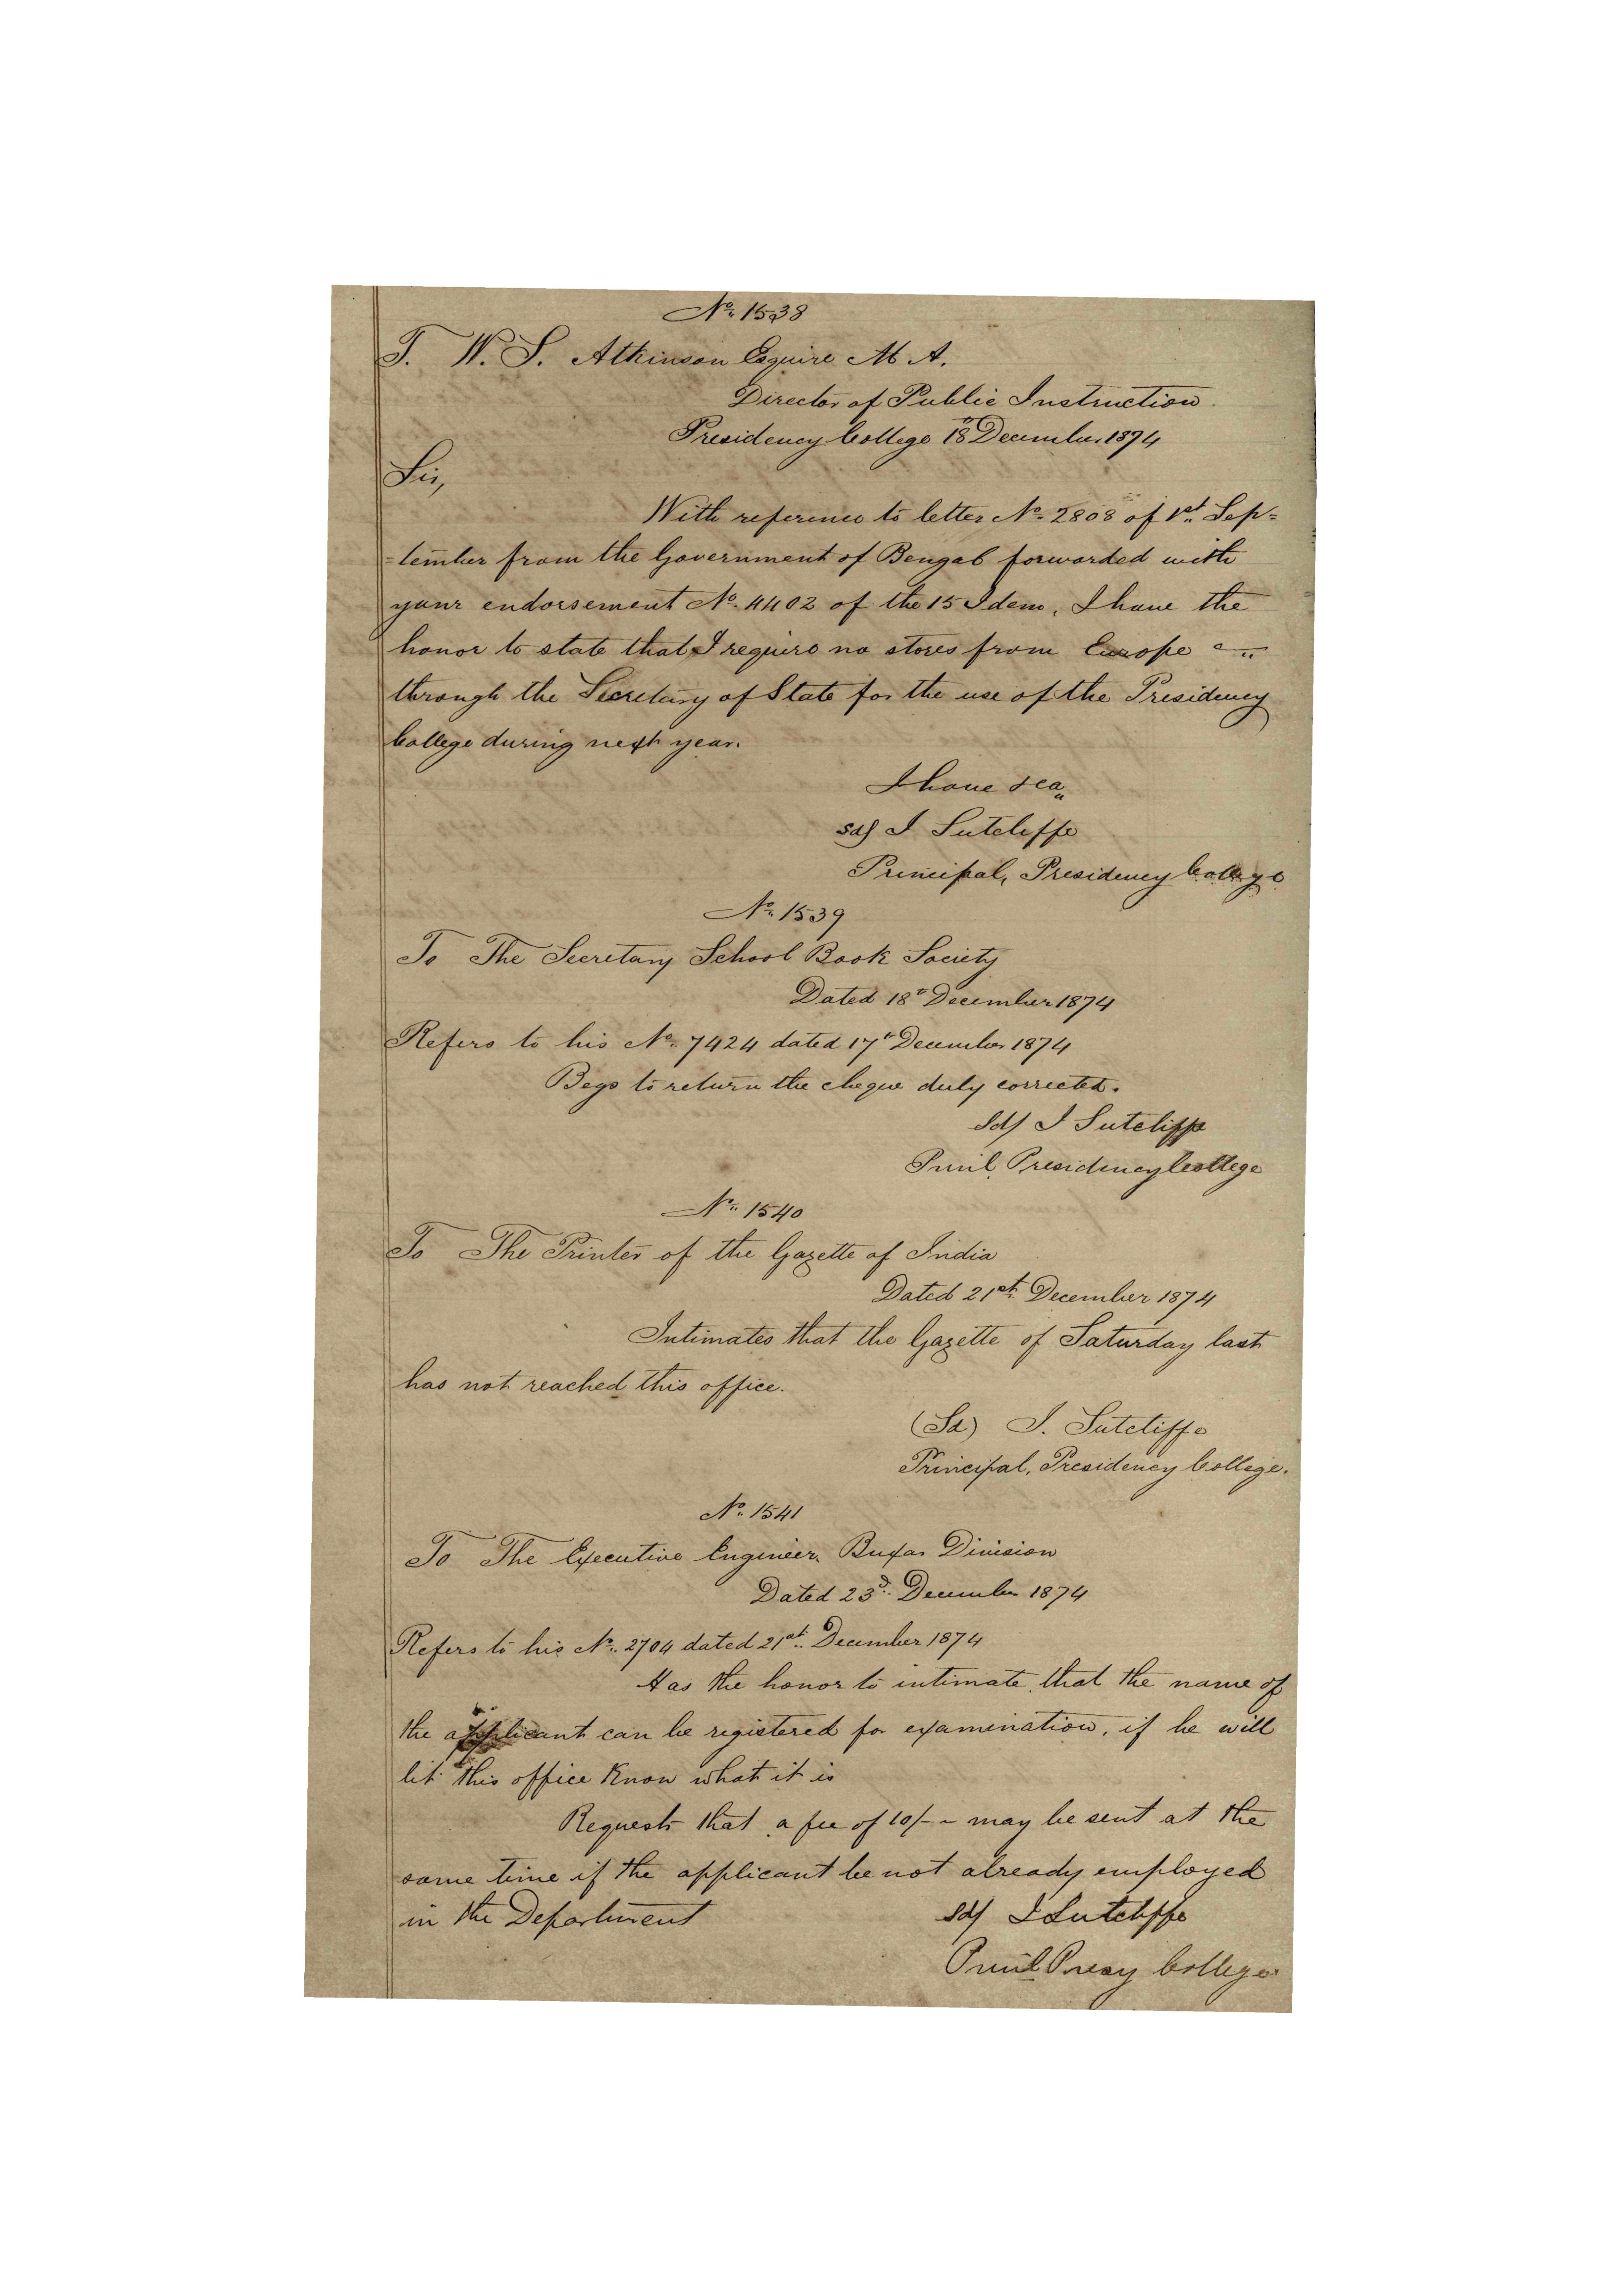 No. 1538
T. W. S. Atkinson Esquire M A.
Director of Public Instruction.
Presidency College 18th December 1874
Sir,
With reference to letter No. 2808 of 1st Sep-
-tember from the Government of Bengal forwarded with
your endorsement No. 4402 of the 15 Idem, I have the
honor to state that I require no stores from Europe
through the Secretary of State for the use of the Presidency
College during next year.
I have &ca
Sd/ J Sutcliffe
Principal, Presidency College
No. 1539
To The Secretary School Book Society
Dated 18th December 1874
Refers to his No. 7424 dated 17th December 1874
Begs to return the cheque duly corrected.
Sd/ J Sutcliffe
Principl. Presidency College
No. 1540
To The Printer of the Gazette of India
Dated 21st December 1874
Intimates that the Gazette of Saturday last
has not reached this office.
(Sd) J. Sutcliffe
Principal, Presidency College.
No. 1541
To The Executive Engineer Buxar Division
Dated 23d. December 1874
Refers to his No. 2704 dated 21st. December 1874
Has the honor to intimate that the name of
the applicant can be registered for examination, if he will
let this office know what it is
Requests that a fee of 10/- may be sent at the
same time if the applicant be not already employed
in the Department
Sd/ J Sutcliffe
College